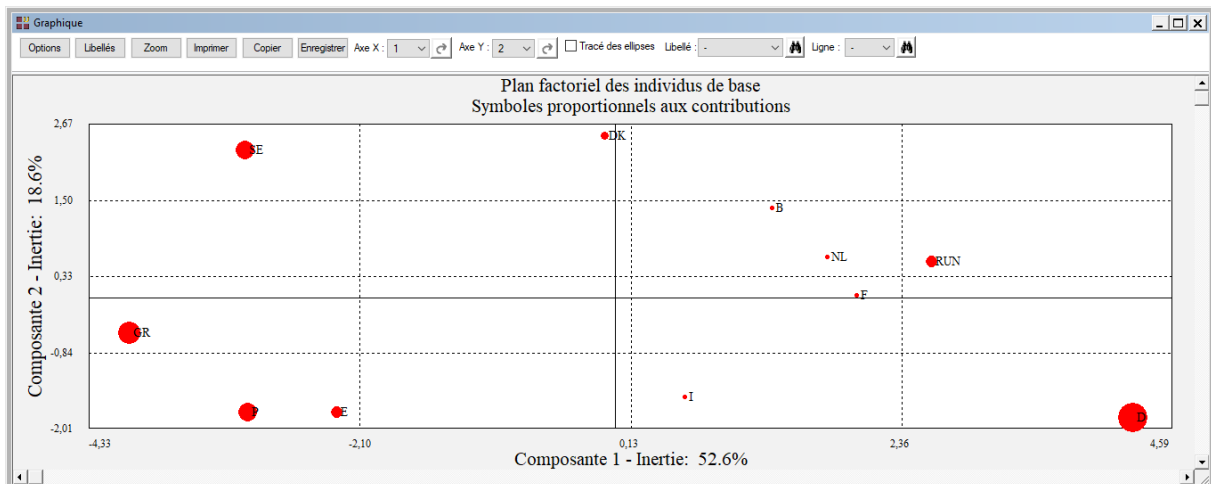 Graphique
Options Libellés Zoom Imprimer Copier Enregistrer Axe X : 1 Axe Y : 2 Tracé des ellipses Libellé : - Ligne : -
Plan factoriel des individus de base
Symboles proportionnels aux contributions
Composante 2 - Inertie: 18.6%
2,67
1,50
0,33
-0,84
-2,01
SE
DK
B
NL
RUN
F
GR
I
P
E
D
-4,33 -2,10 0,13 2,36 4,59
Composante 1 - Inertie: 52.6%